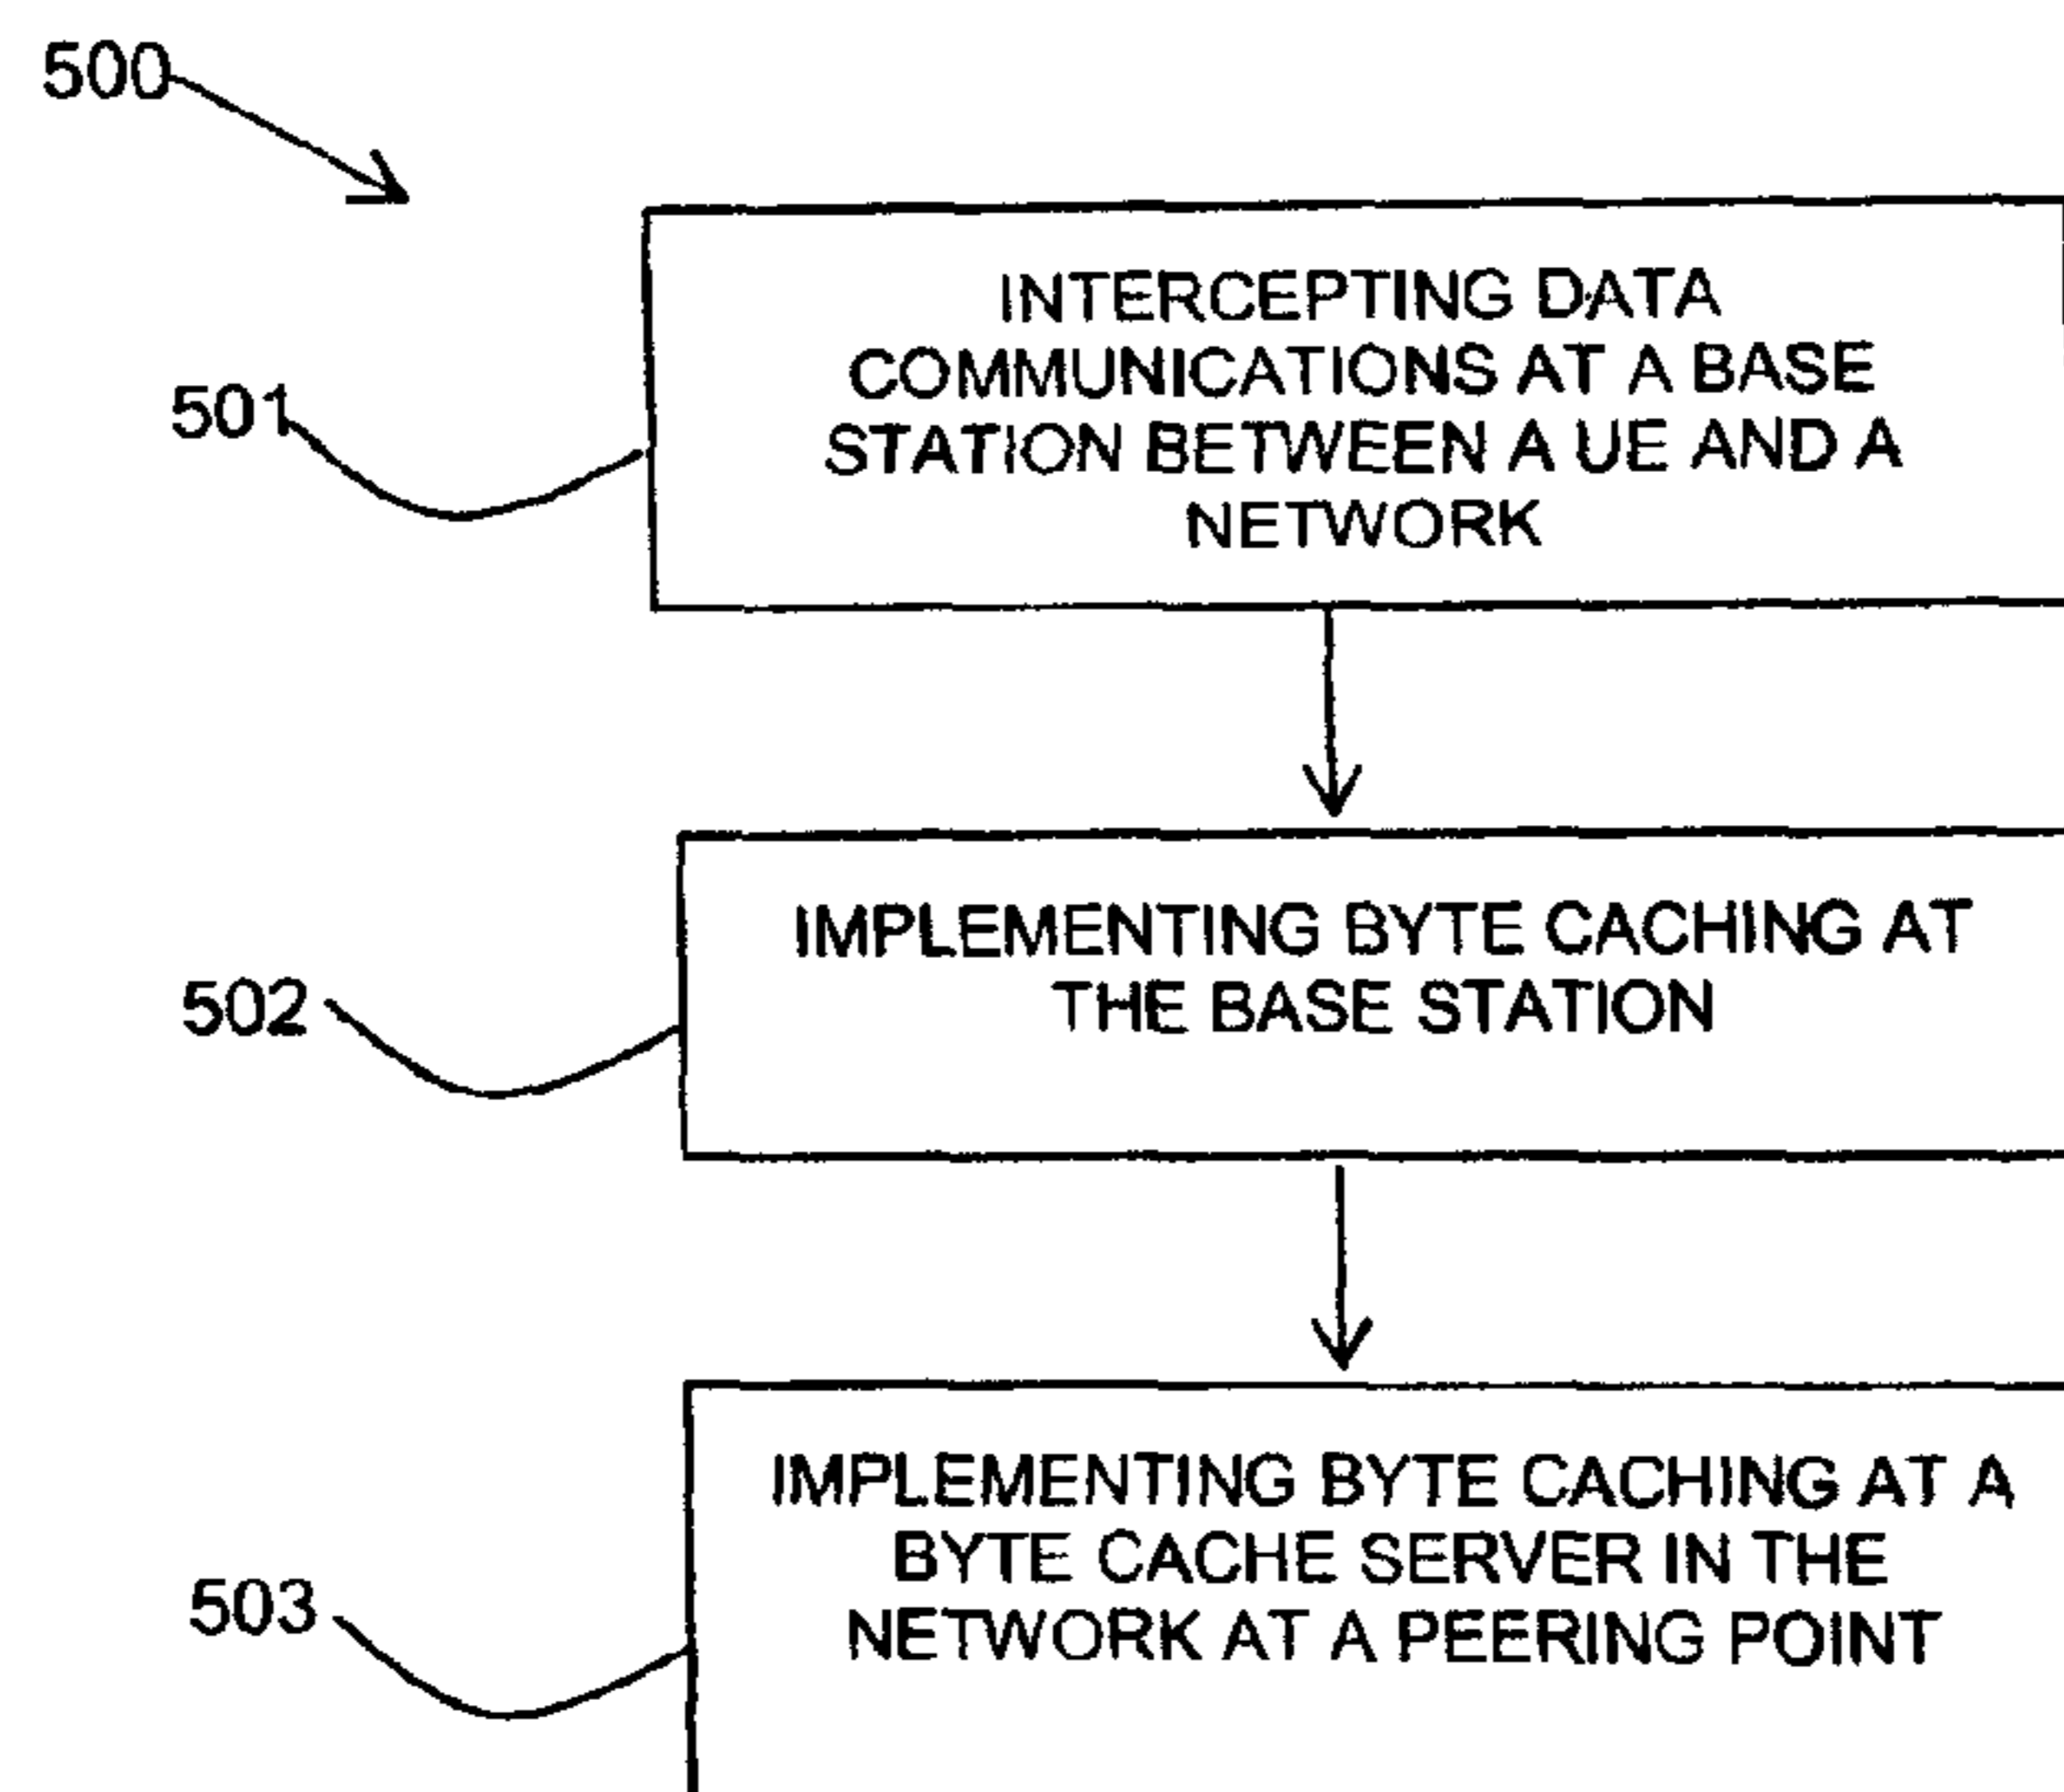 500
INTERCEPTING DATA
COMMUNICATIONS AT A BASE
STATION BETWEEN A UE AND A
NETWORK
501
IMPLEMENTING BYTE CACHING AT
THE BASE STATION
502
IMPLEMENTING BYTE CACHING AT A
BYTE CACHE SERVER IN THE
NETWORK AT A PEERING POINT
503